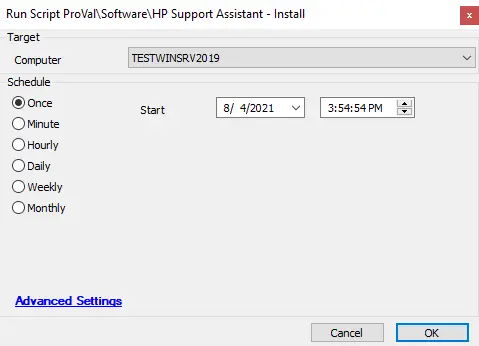 Run Script ProVal\Software\HP Support Assistant - Install
x
Target
Computer TESTWINSRV2019
Schedule
Once Start 8/ 4/2021 3:54:54 PM
Minute
Hourly
Daily
Weekly
Monthly
Advanced Settings
Cancel OK